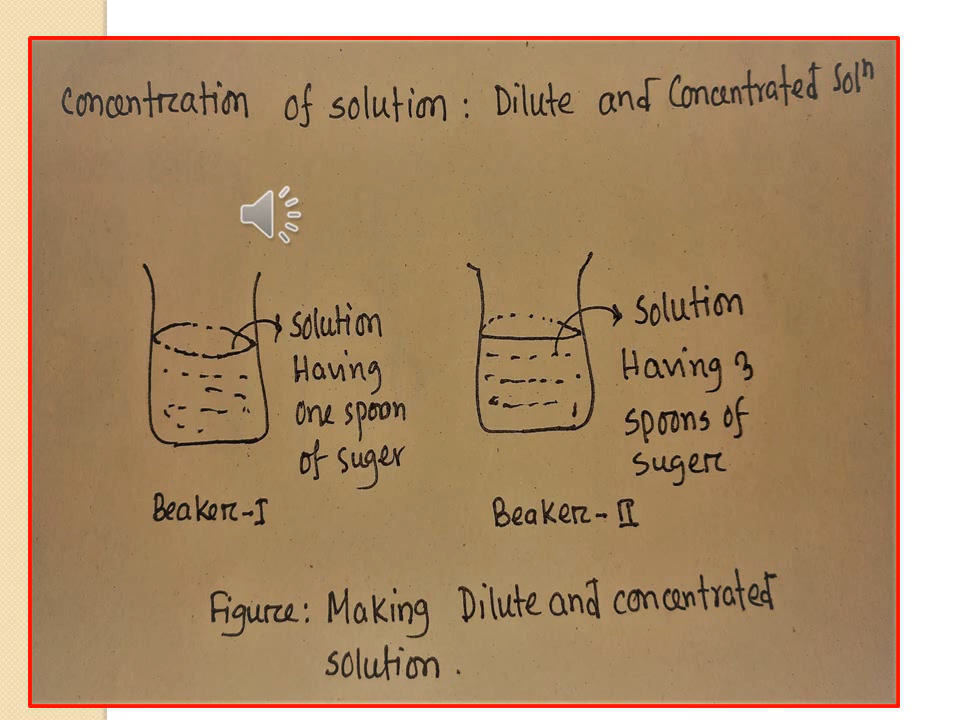 Concentration of solution: Dilute and Concentrated Solⁿ
solution
Having
one spoon
of suger
Beaker-I
solution
Having 3
spoons of
suger
Beaker-II
Figure: Making Dilute and concentrated
solution.